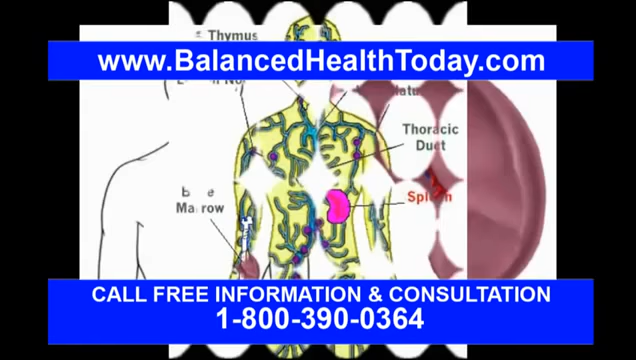 Thymus
www.BalancedHealthToday.com
Thoracic
Duct
Marrow
CALL FREE INFORMATION & CONSULTATION
1-800-390-0364